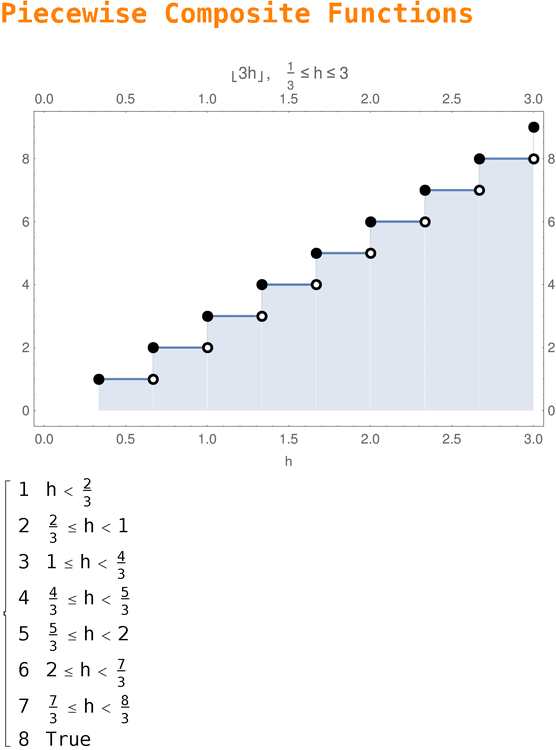 Piecewise Composite Functions
⌊3h⌋, 1/3 ≤ h ≤ 3
0.0 0.5 1.0 1.5 2.0 2.5 3.0
8 8
6 6
4 4
2 2
0 0
0.0 0.5 1.0 1.5 2.0 2.5 3.0
h
1 h < 2/3
2 2/3 ≤ h < 1
3 1 ≤ h < 4/3
4 4/3 ≤ h < 5/3
5 5/3 ≤ h < 2
6 2 ≤ h < 7/3
7 7/3 ≤ h < 8/3
8 True